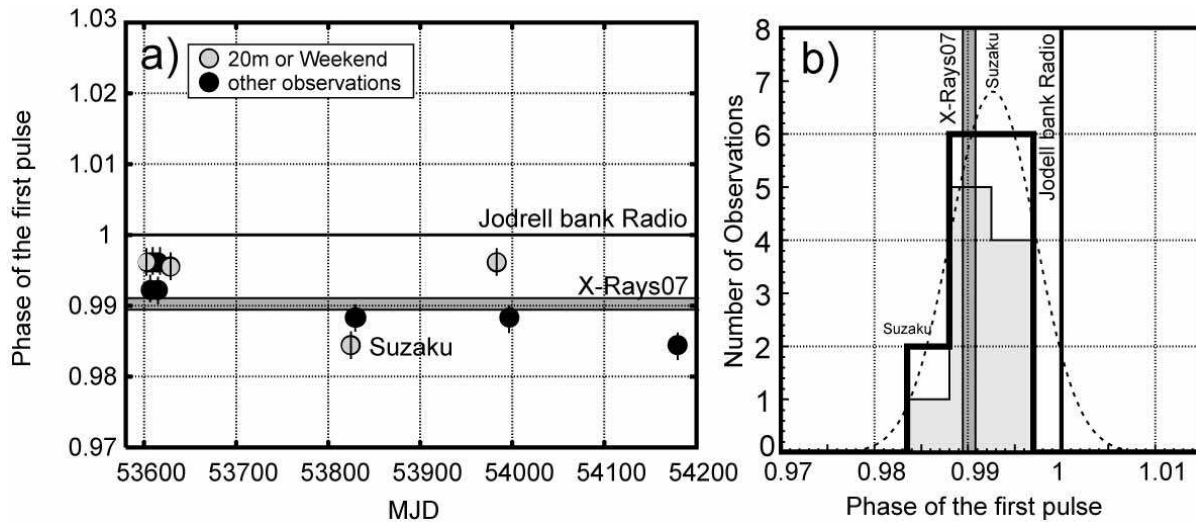 a)
20m or Weekend
other observations
Jodrell bank Radio
X-Rays07
Suzaku
Phase of the first pulse
1.03
1.02
1.01
1
0.99
0.98
0.97
53600 53700 53800 53900 54000 54100 54200
MJD
b)
X-Rays07
Suzaku
Jodell bank Radio
Suzaku
Number of Observations
8
7
6
5
4
3
2
1
0
0.97 0.98 0.99 1 1.01
Phase of the first pulse